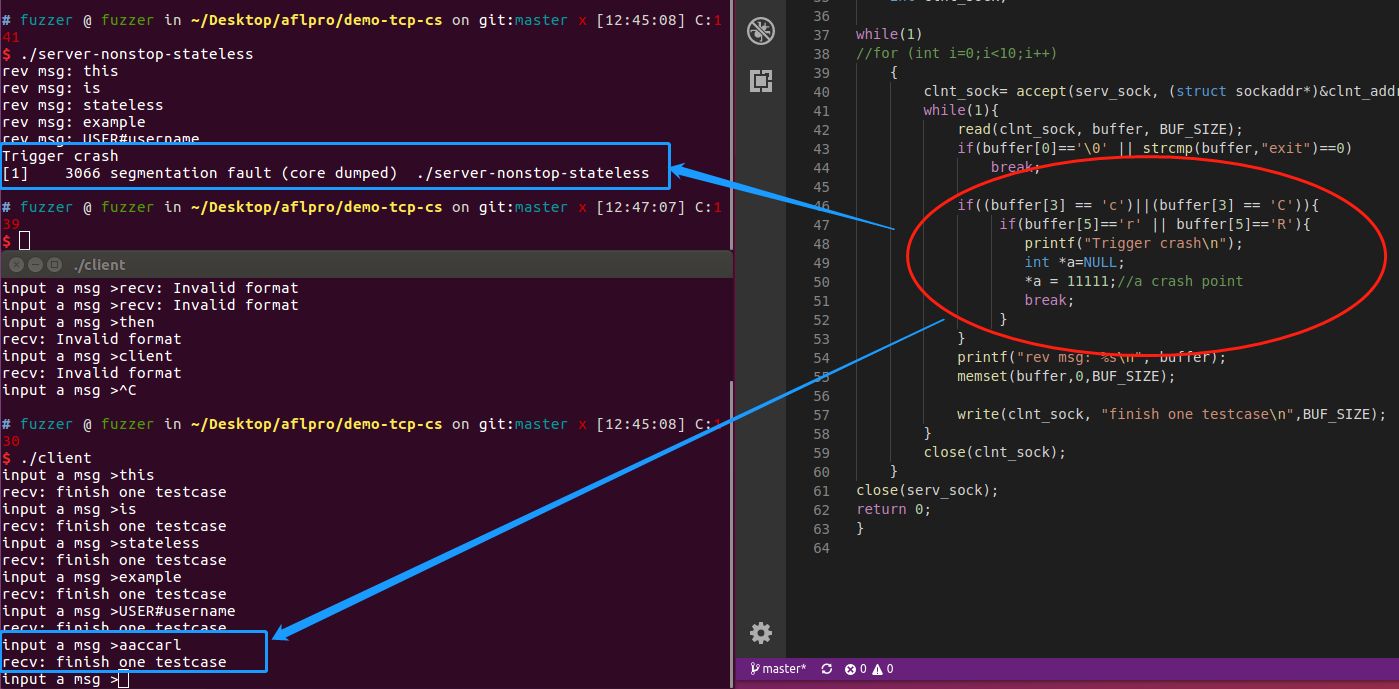 # fuzzer @ fuzzer in ~/Desktop/aflpro/demo-tcp-cs on git:master x [12:45:08] C:1
41
$ ./server-nonstop-stateless
rev msg: this
rev msg: is
rev msg: stateless
rev msg: example
rev msg: USER#username
Trigger crash
[1]    3066 segmentation fault (core dumped)  ./server-nonstop-stateless
# fuzzer @ fuzzer in ~/Desktop/aflpro/demo-tcp-cs on git:master x [12:47:07] C:1
39
$
./client
input a msg >recv: Invalid format
input a msg >recv: Invalid format
input a msg >then
recv: Invalid format
input a msg >client
recv: Invalid format
input a msg >^C
# fuzzer @ fuzzer in ~/Desktop/aflpro/demo-tcp-cs on git:master x [12:45:08] C:1
30
$ ./client
input a msg >this
recv: finish one testcase
input a msg >is
recv: finish one testcase
input a msg >stateless
recv: finish one testcase
input a msg >example
recv: finish one testcase
input a msg >USER#username
recv: finish one testcase
input a msg >aaccarl
recv: finish one testcase
input a msg >
36
37 while(1)
38 //for (int i=0;i<10;i++)
39 {
40 clnt_sock= accept(serv_sock, (struct sockaddr*)&clnt_addr
41 while(1){
42 read(clnt_sock, buffer, BUF_SIZE);
43 if(buffer[0]=='\0' || strcmp(buffer,"exit")==0)
44 break;
45
46 if((buffer[3] == 'c')||(buffer[3] == 'C')){
47 if(buffer[5]=='r' || buffer[5]=='R'){
48 printf("Trigger crash\n");
49 int *a=NULL;
50 *a = 11111;//a crash point
51 break;
52 }
53 }
54 printf("rev msg: %s\n", buffer);
55 memset(buffer,0,BUF_SIZE);
56
57 write(clnt_sock, "finish one testcase\n",BUF_SIZE);
58 }
59 close(clnt_sock);
60 }
61 close(serv_sock);
62 return 0;
63 }
64
master* 0 0